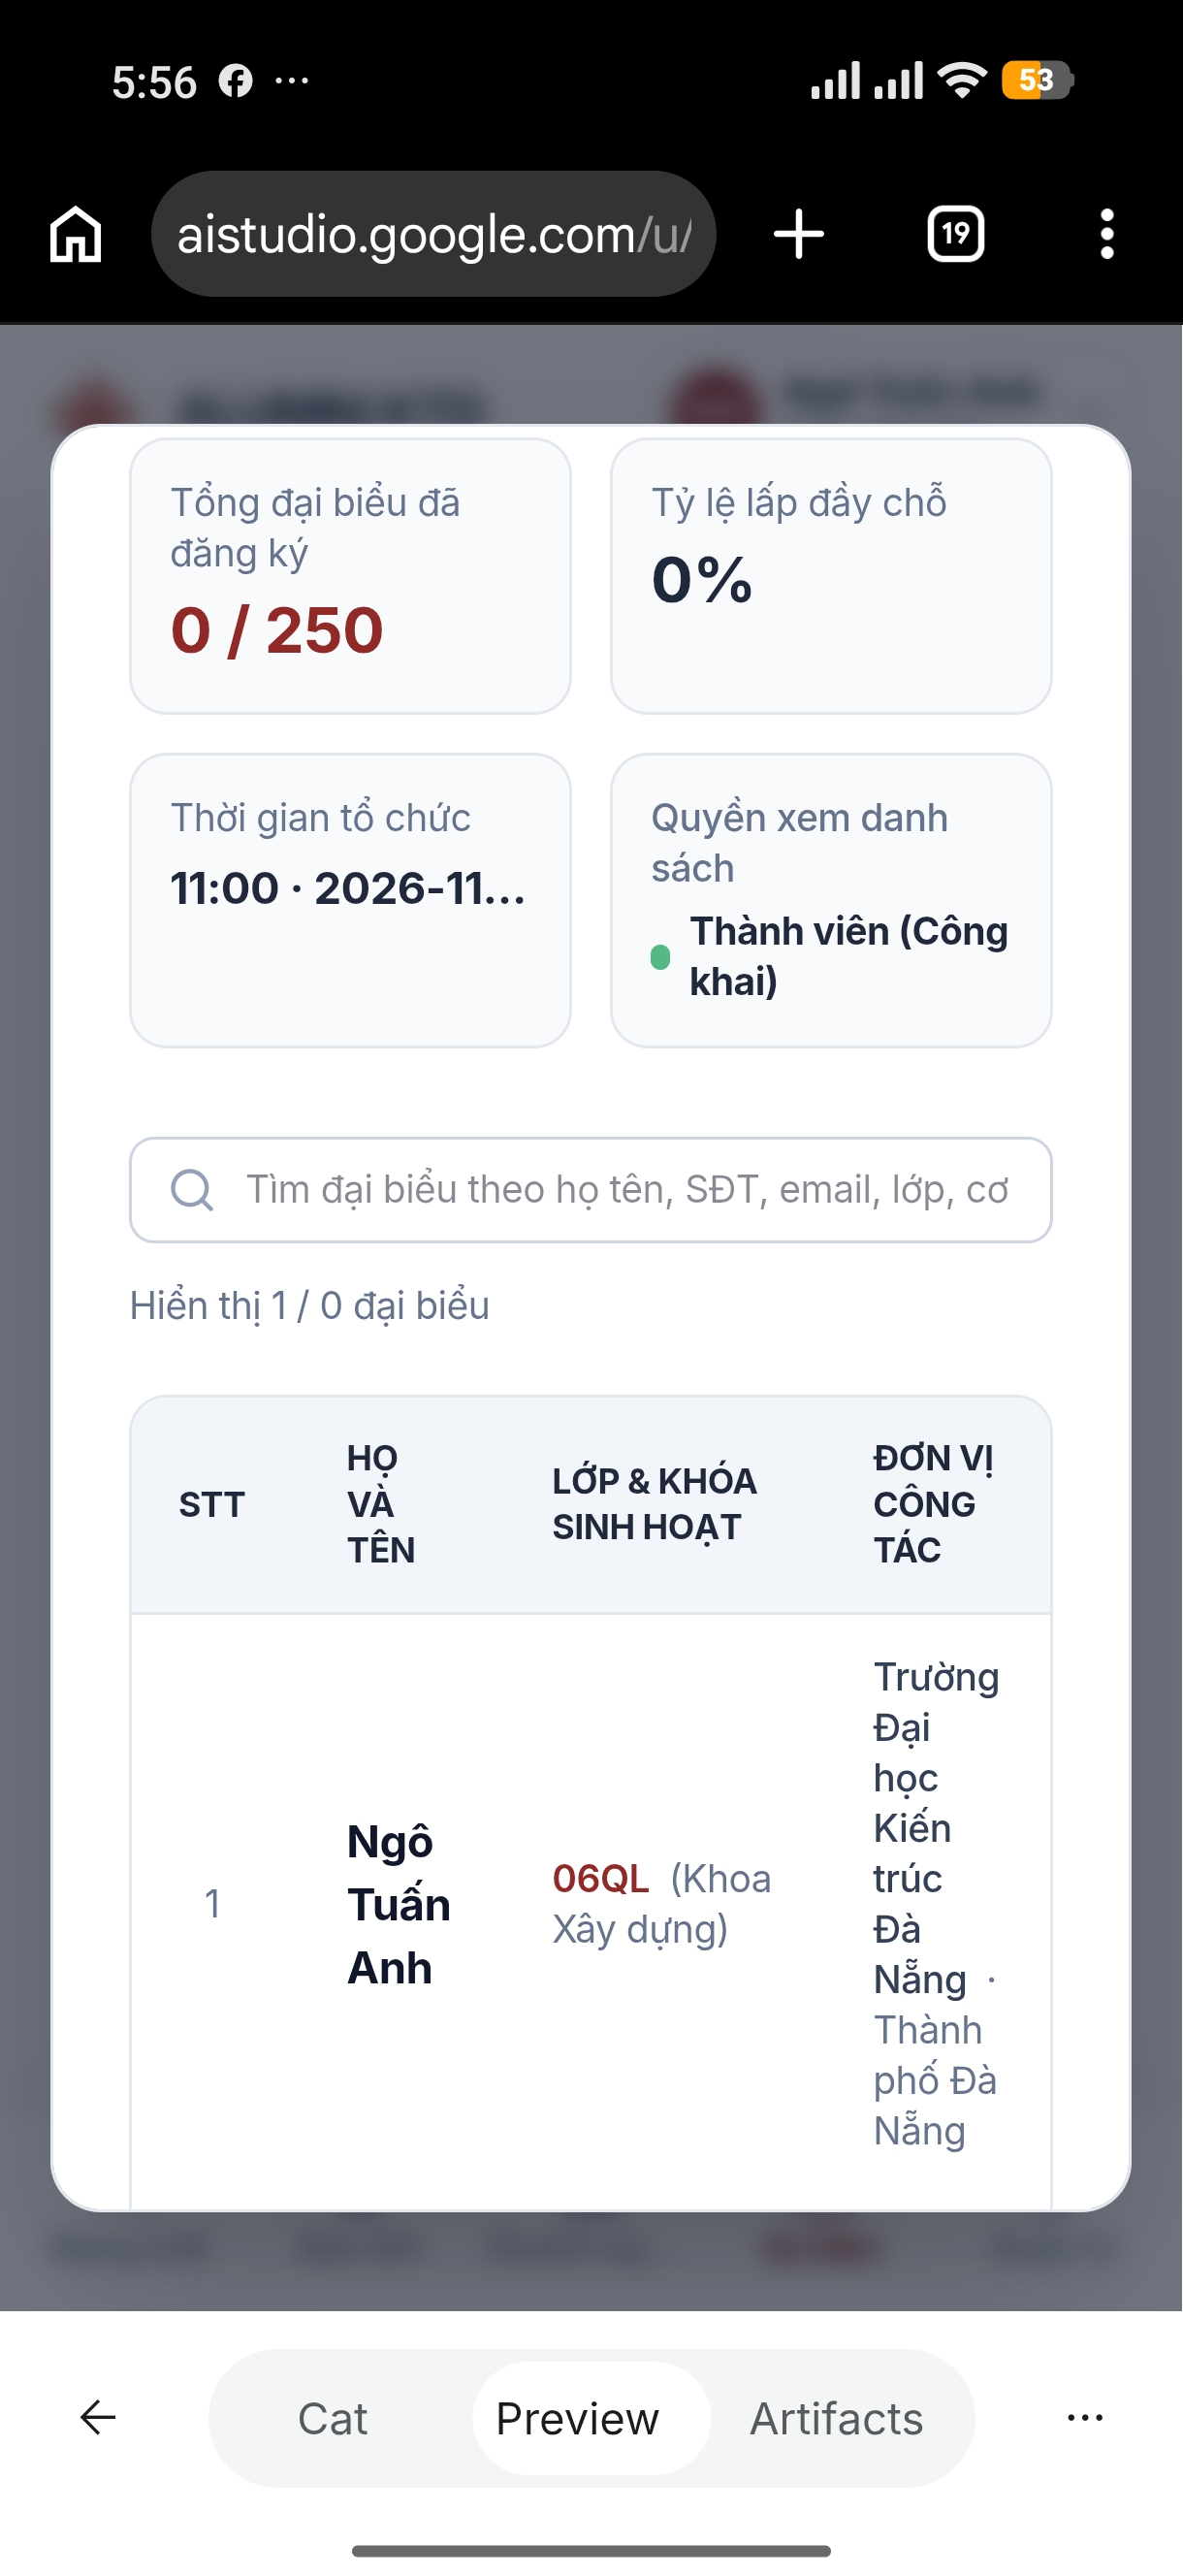 5:56
53
aistudio.google.com/u/
19
Tổng đại biểu đã
đăng ký
0 / 250
Tỷ lệ lấp đầy chỗ
0%
Thời gian tổ chức
11:00 · 2026-11...
Quyền xem danh
sách
Thành viên (Công
khai)
Tìm đại biểu theo họ tên, SĐT, email, lớp, cơ
Hiển thị 1 / 0 đại biểu
STT
HỌ
VÀ
TÊN
LỚP & KHÓA
SINH HOẠT
ĐƠN VỊ
CÔNG
TÁC
1
Ngô
Tuấn
Anh
06QL (Khoa
Xây dựng)
Trường
Đại
học
Kiến
trúc
Đà
Nẵng ·
Thành
phố Đà
Nẵng
Cat
Preview
Artifacts